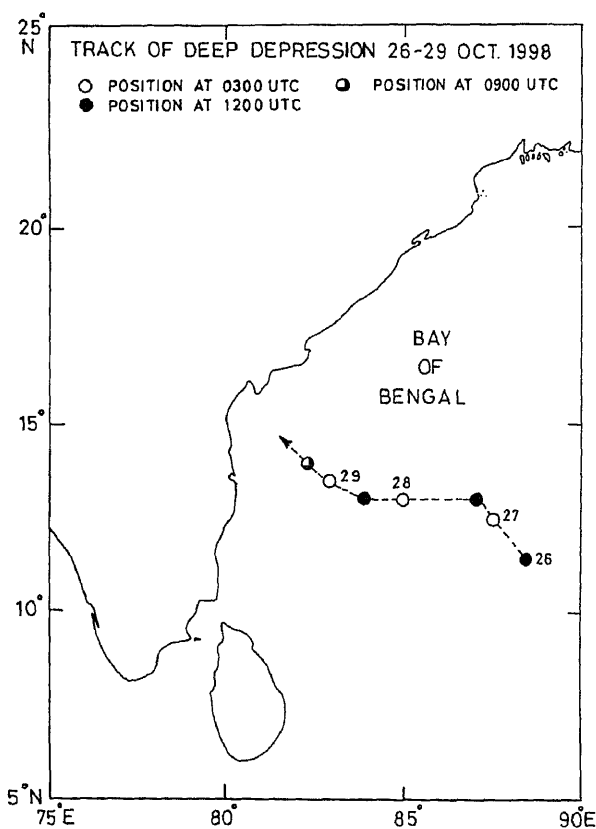 25°
N
TRACK OF DEEP DEPRESSION 26-29 OCT. 1998
POSITION AT 0300 UTC
POSITION AT 0900 UTC
POSITION AT 1200 UTC
20°
BAY
OF
BENGAL
15°
29
28
27
26
10°
5°N
75°E
80°
85°
90°E